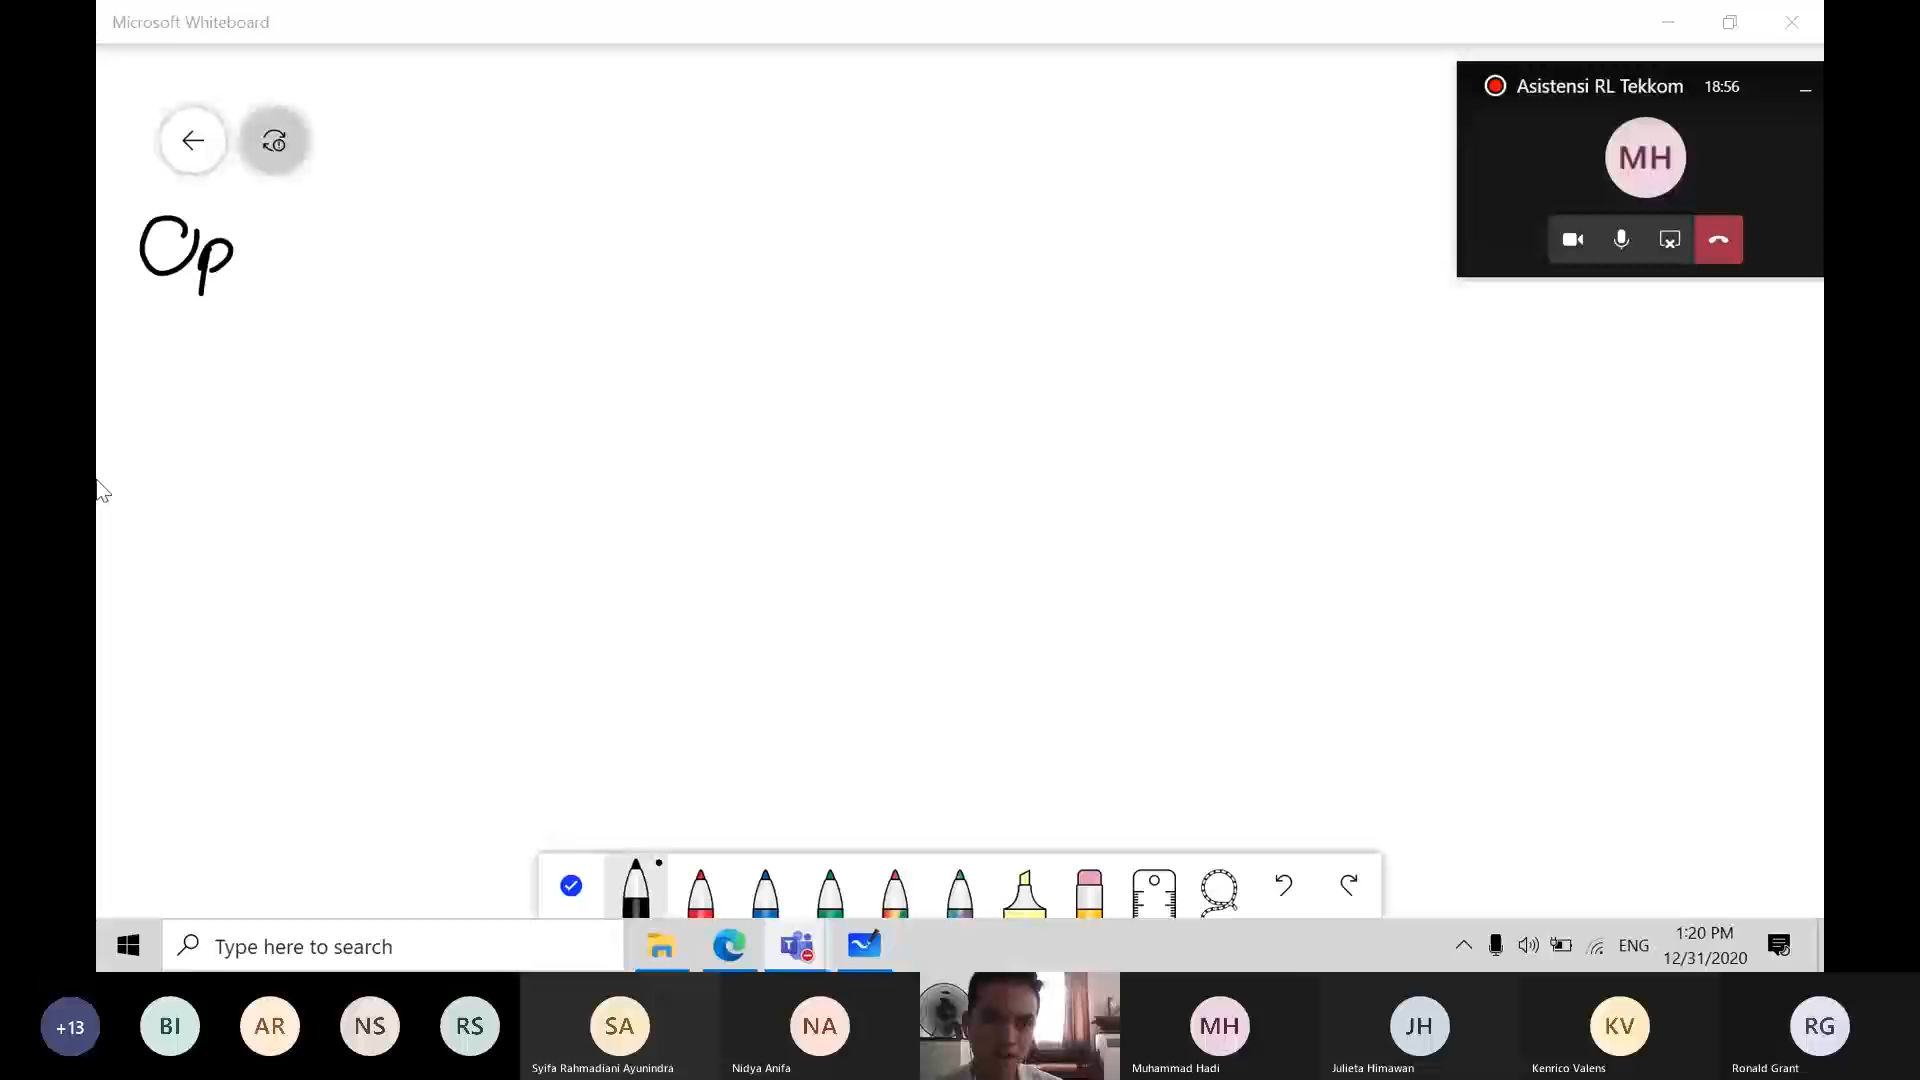 Microsoft Whiteboard
Asistensi RL Tekkom 18:56
MH
Op
Type here to search
ENG
1:20 PM
12/31/2020
+13
BI
AR
NS
RS
SA
Syifa Rahmadiani Ayunindra
NA
Nidya Anifa
MH
Muhammad Hadi
JH
Julieta Himawan
KV
Kenrico Valens
RG
Ronald Grant